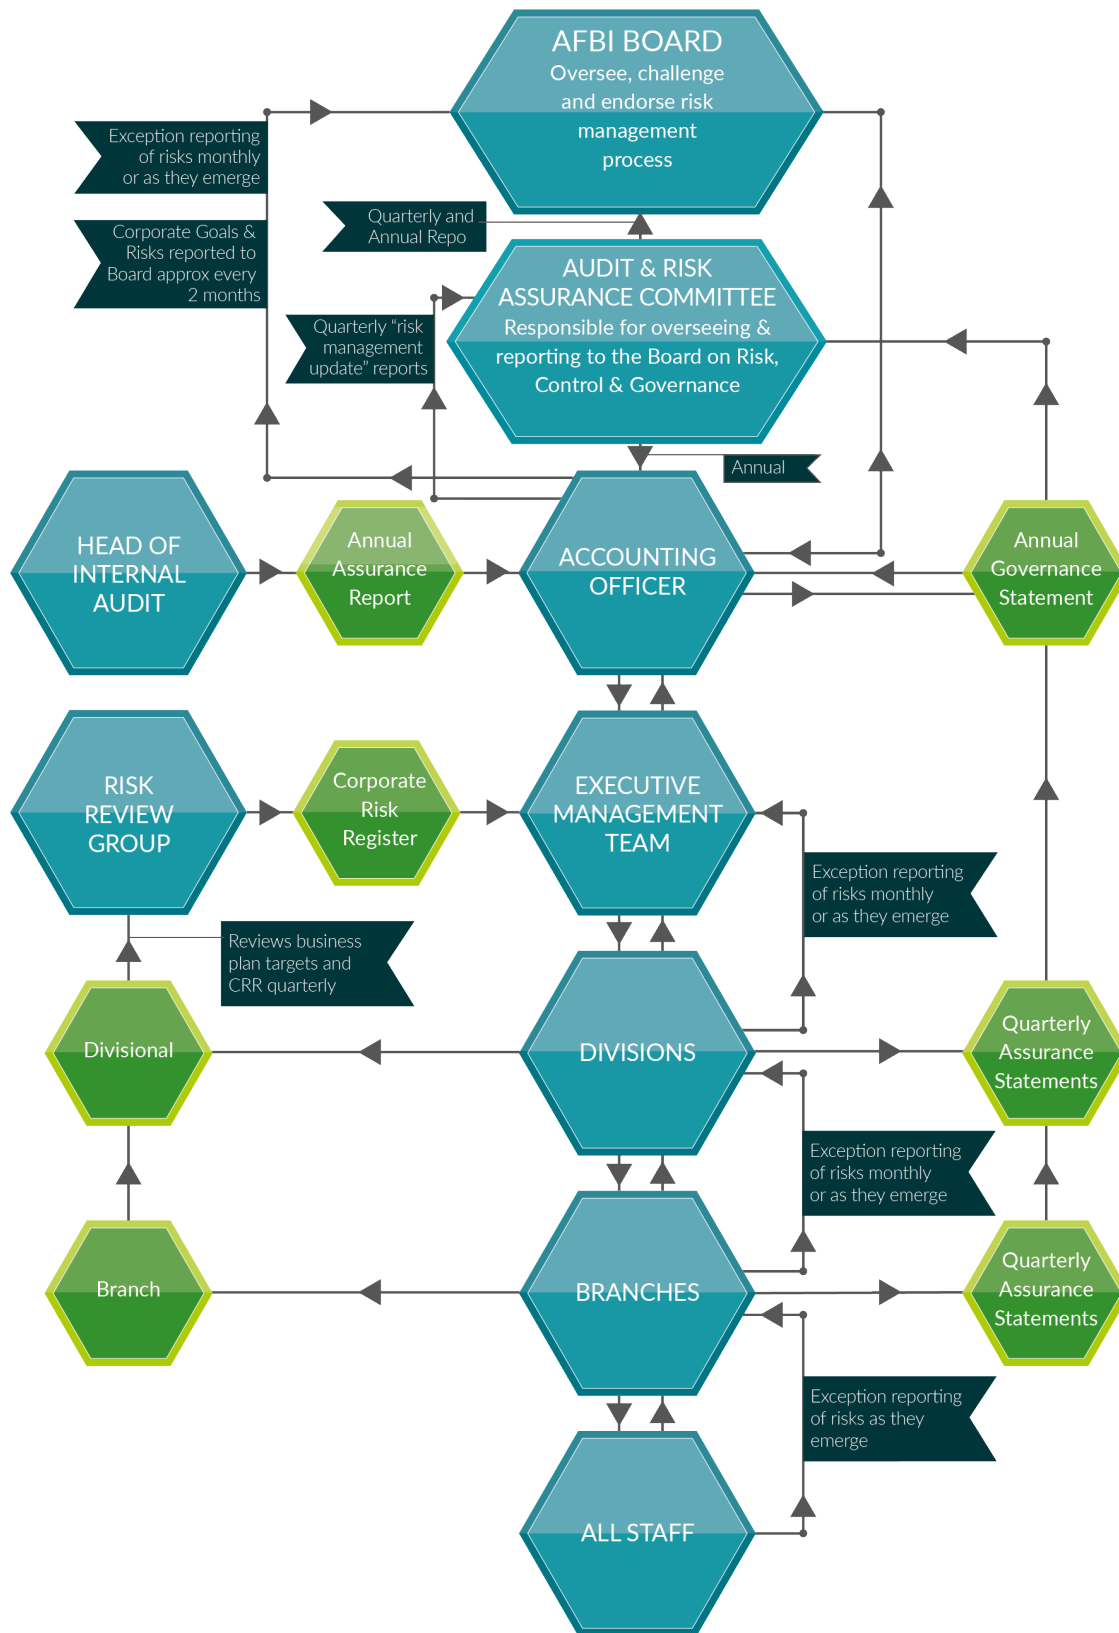 AFBI BOARD
Oversee, challenge
and endorse risk
management
process
Exception reporting
of risks monthly
or as they emerge
Corporate Goals &
Risks reported to
Board approx every
2 months
Quarterly and
Annual Repo
AUDIT & RISK
ASSURANCE COMMITTEE
Responsible for overseeing &
reporting to the Board on Risk,
Control & Governance
Quarterly “risk
management
update” reports
Annual
HEAD OF
INTERNAL
AUDIT
Annual
Assurance
Report
ACCOUNTING
OFFICER
Annual
Governance
Statement
RISK
REVIEW
GROUP
Corporate
Risk
Register
EXECUTIVE
MANAGEMENT
TEAM
Exception reporting
of risks monthly
or as they emerge
Reviews business
plan targets and
CRR quarterly
Divisional
DIVISIONS
Quarterly
Assurance
Statements
Exception reporting
of risks monthly
or as they emerge
Branch
BRANCHES
Quarterly
Assurance
Statements
Exception reporting
of risks as they
emerge
ALL STAFF